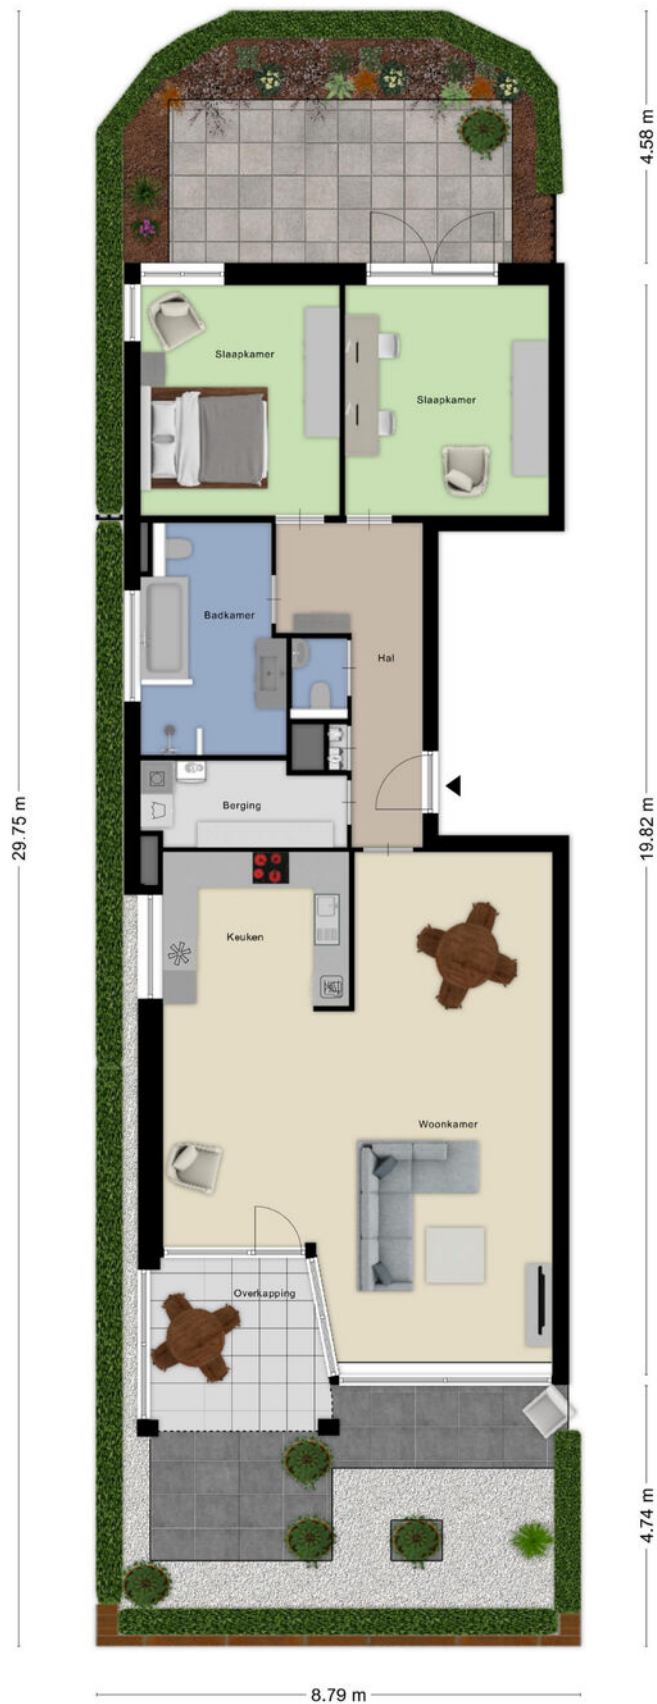 4.58 m
Slaapkamer
Slaapkamer
Badkamer
Hal
Berging
29.75 m
19.82 m
Keuken
Woonkamer
Overkapping
4.74 m
8.79 m